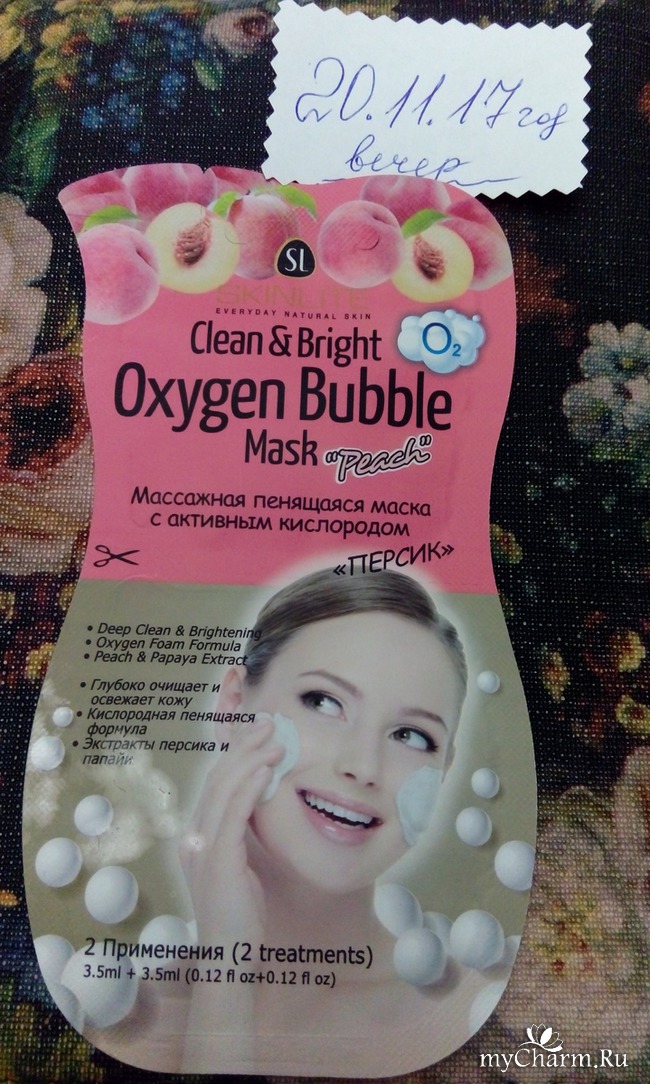 20.11.17 год
вечер
SL
SKINLITE
EVERYDAY NATURAL SKIN
Clean & Bright
O2
Oxygen Bubble
Mask "Peach"
Массажная пенящаяся маска
с активным кислородом
«ПЕРСИК»
• Deep Clean & Brightening
• Oxygen Foam Formula
• Peach & Papaya Extract
• Глубоко очищает и
освежает кожу
• Кислородная пенящаяся
формула
• Экстракты персика и
папайи
2 Применения (2 treatments)
3.5ml + 3.5ml (0.12 fl oz+0.12 fl oz)
myCharm.Ru